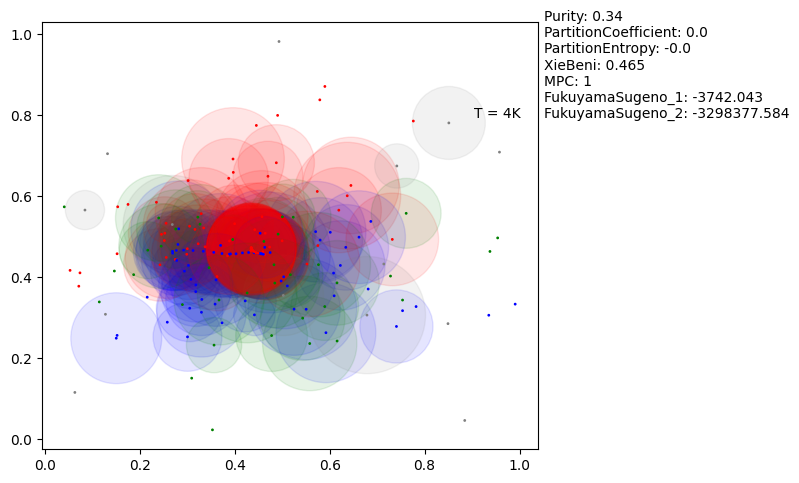 Purity: 0.34
PartitionCoefficient: 0.0
PartitionEntropy: -0.0
XieBeni: 0.465
MPC: 1
FukuyamaSugeno_1: -3742.043
FukuyamaSugeno_2: -3298377.584
T = 4K
1.0
0.8
0.6
0.4
0.2
0.0
0.0 0.2 0.4 0.6 0.8 1.0